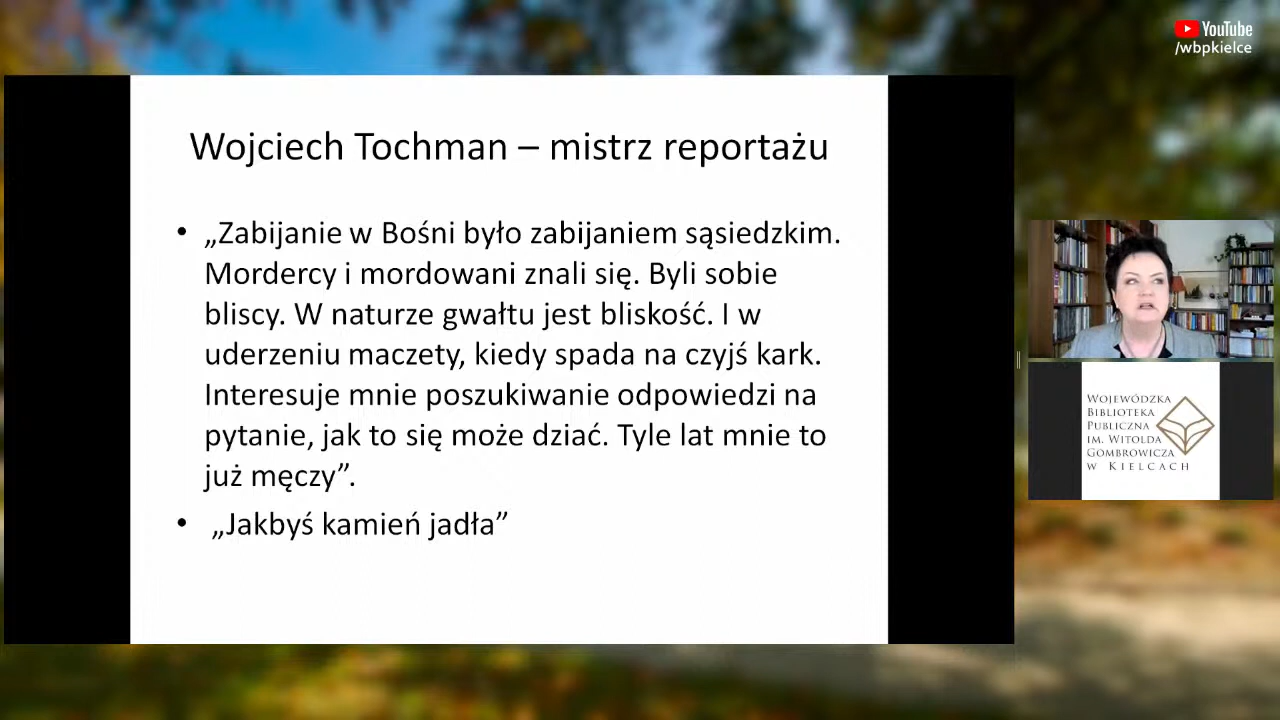 YouTube
/wbpkielce
Wojciech Tochman – mistrz reportażu
• „Zabijanie w Bośni było zabijaniem sąsiedzkim.
Mordercy i mordowani znali się. Byli sobie
bliscy. W naturze gwałtu jest bliskość. I w
uderzeniu maczety, kiedy spada na czyjś kark.
Interesuje mnie poszukiwanie odpowiedzi na
pytanie, jak to się może dziać. Tyle lat mnie to
już męczy”.
• „Jakbyś kamień jadła”
Wojewódzka
Biblioteka
Publiczna
im. Witolda
Gombrowicza
w Kielcach